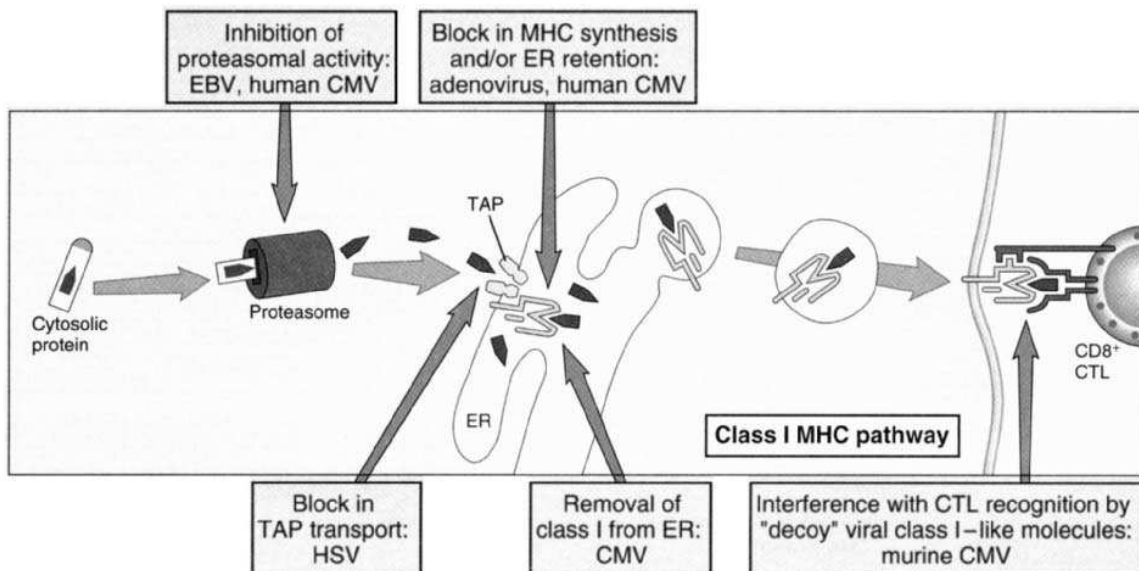 Inhibition of
proteasomal activity:
EBV, human CMV
Block in MHC synthesis
and/or ER retention:
adenovirus, human CMV
TAP
Cytosolic
protein
Proteasome
ER
CD8+
CTL
Class I MHC pathway
Block in
TAP transport:
HSV
Removal of
class I from ER:
CMV
Interference with CTL recognition by
"decoy" viral class I–like molecules:
murine CMV